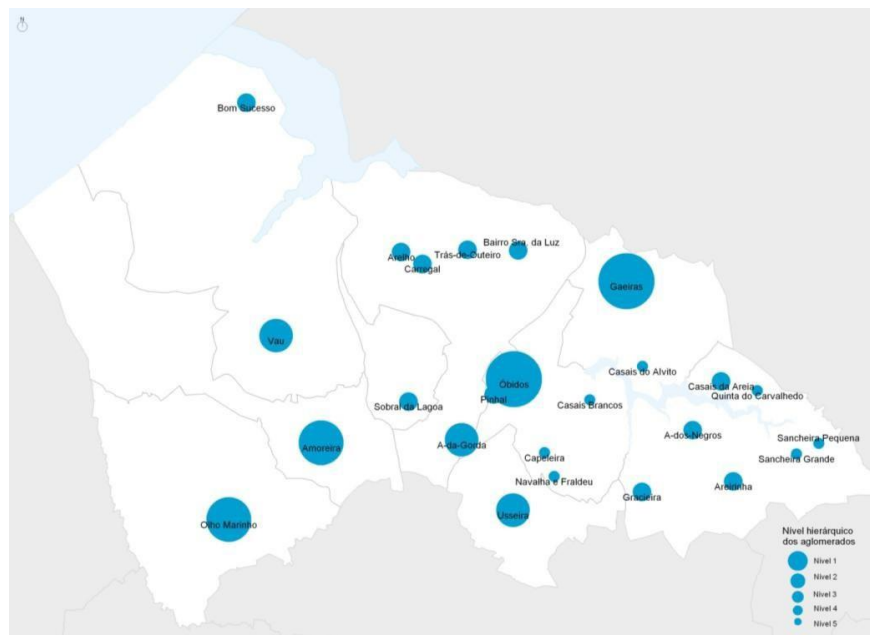 N
Bom Sucesso
Bairro Sra. da Luz
Trás-de-Outeiro
Arelho
Carregal
Gaeiras
Vau
Casais do Alvito
Óbidos
Casais da Areia
Pinhal
Quinta do Carvalhedo
Sobral da Lagoa
Casais Brancos
A-dos-Negros
Sancheira Pequena
A-da-Gorda
Amoreira
Capeleira
Sancheira Grande
Navalha e Fraldeu
Areirinha
Gracieira
Usseira
Olho Marinho
Nível hierárquico
dos aglomerados
Nível 1
Nível 2
Nível 3
Nível 4
Nível 5